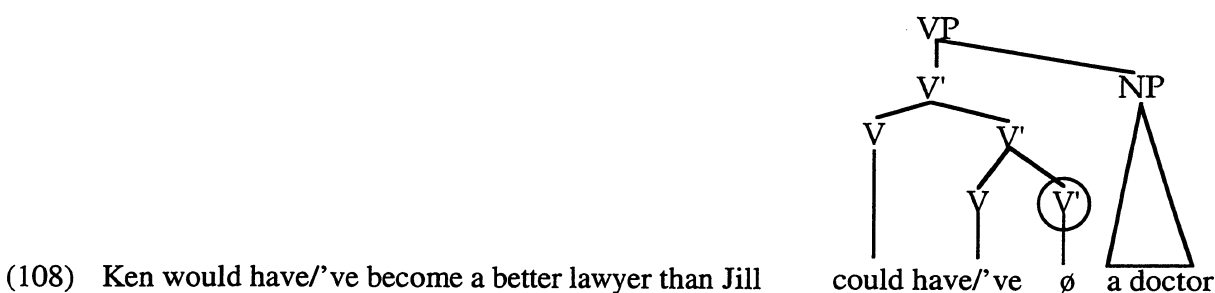 VP
V' NP
V V'
V V'
(108) Ken would have/'ve become a better lawyer than Jill could have/'ve ø a doctor